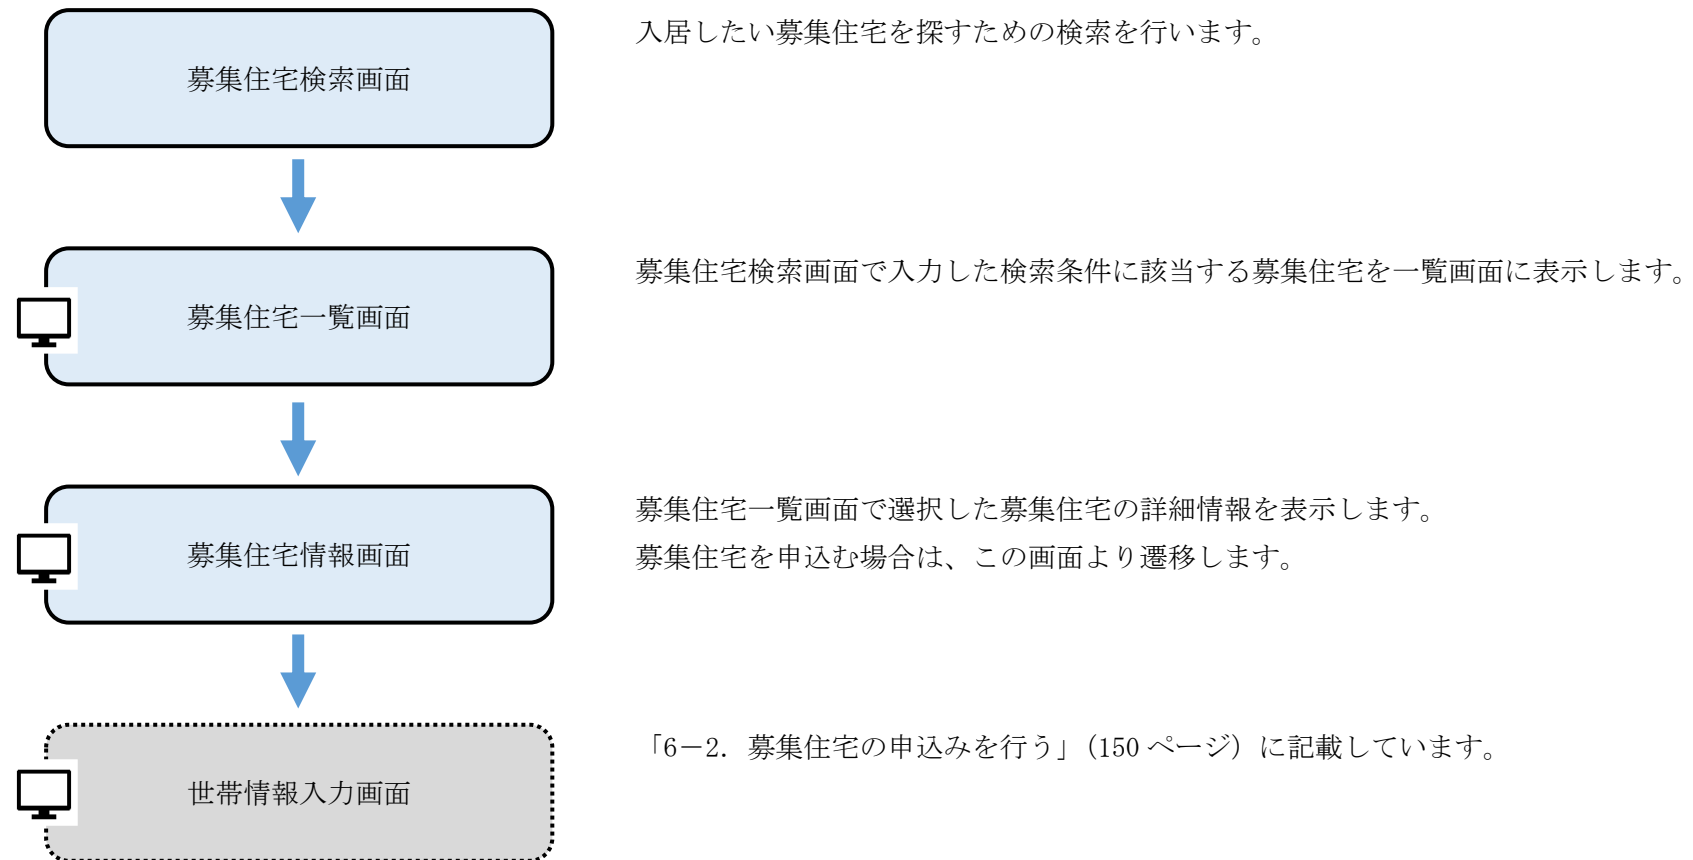 募集住宅検索画面
入居したい募集住宅を探すための検索を行います。
募集住宅一覧画面
募集住宅検索画面で入力した検索条件に該当する募集住宅を一覧画面に表示します。
募集住宅情報画面
募集住宅一覧画面で選択した募集住宅の詳細情報を表示します。
募集住宅を申込む場合は、この画面より遷移します。
世帯情報入力画面
「6－2．募集住宅の申込みを行う」（150 ページ）に記載しています。